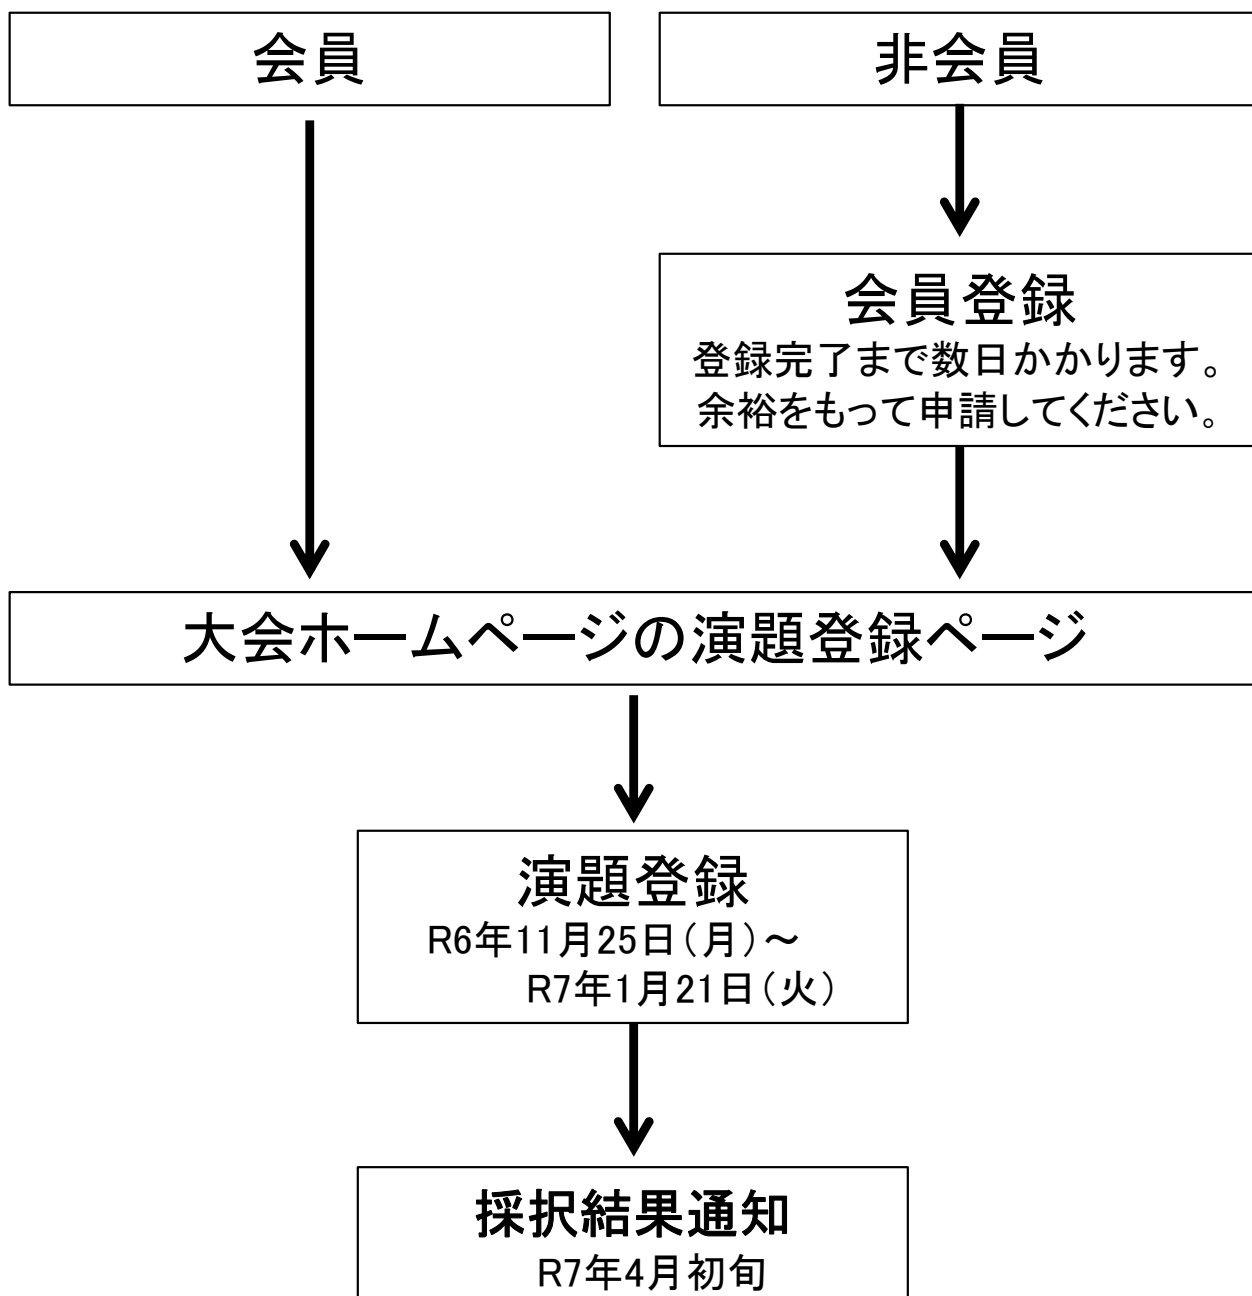 会員
非会員
会員登録
登録完了まで数日かかります。
余裕をもって申請してください。
大会ホームページの演題登録ページ
演題登録
R6年11月25日（月）～
R7年1月21日（火）
採択結果通知
R7年4月初旬